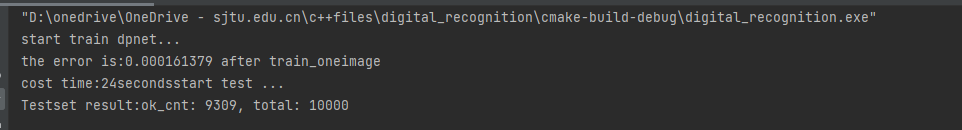 "D:\onedrive\OneDrive - sjtu.edu.cn\c++files\digital_recognition\cmake-build-debug\digital_recognition.exe"
start train dpnet...
the error is:0.000161379 after train_oneimage
cost time:24secondsstart test ...
Testset result:ok_cnt: 9309, total: 10000